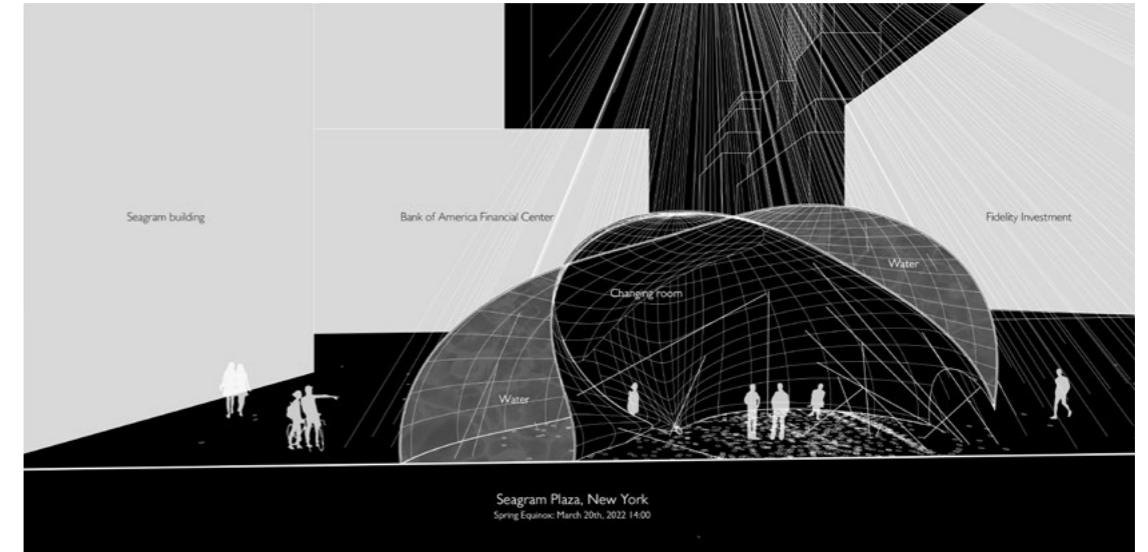 Seagram building
Bank of America Financial Center
Fidelity Investment
Water
Changing room
Water
Seagram Plaza, New York
Spring Equinox: March 20th, 2022 14:00